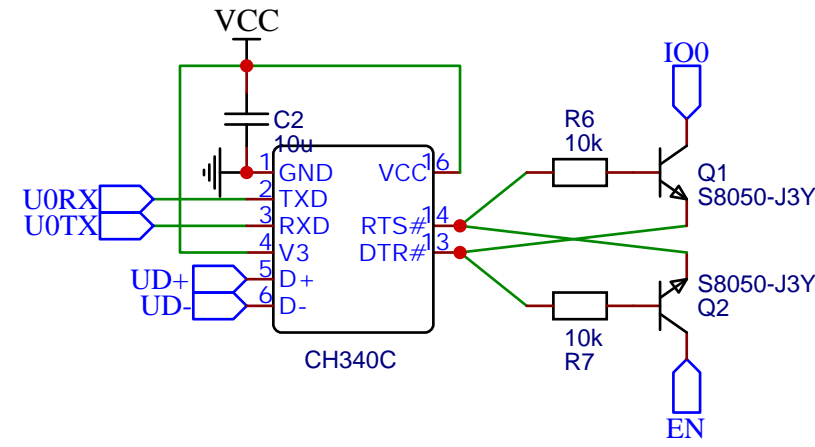 VCC
IO0
C2
10u
R6
10k
1
GND
VCC
16
Q1
S8050-J3Y
U0RX
2
TXD
U0TX
3
RXD
RTS#
14
4
V3
DTR#
13
UD+
5
D+
S8050-J3Y
Q2
UD-
6
D-
10k
R7
CH340C
EN